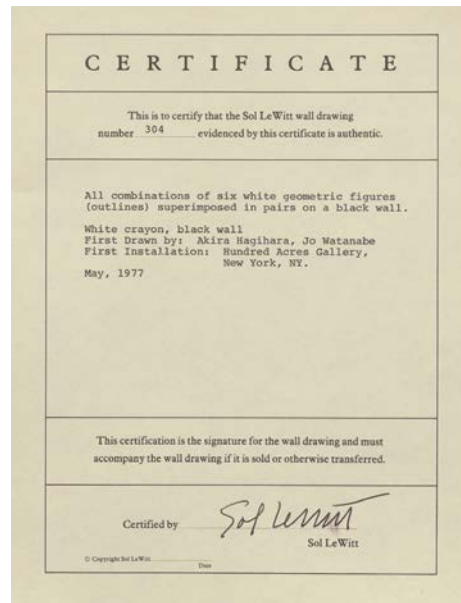 CERTIFICATE
This is to certify that the Sol LeWitt wall drawing
number 304 evidenced by this certificate is authentic.
All combinations of six white geometric figures
(outlines) superimposed in pairs on a black wall.
White crayon, black wall
First Drawn by: Akira Hagihara, Jo Watanabe
First Installation: Hundred Acres Gallery,
New York, NY.
May, 1977
This certification is the signature for the wall drawing and must
accompany the wall drawing if it is sold or otherwise transferred.
Certified by Sol LeWitt
Sol LeWitt
© Copyright Sol LeWitt
Date